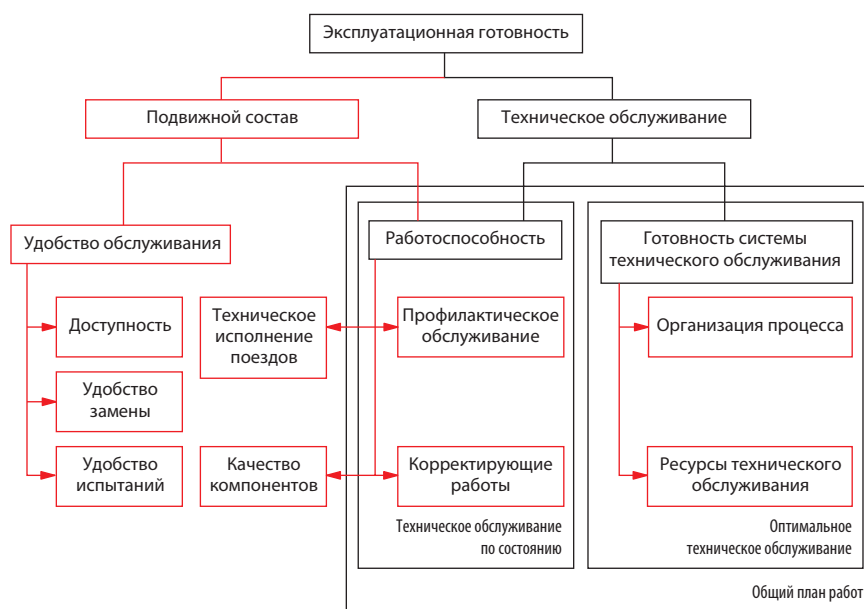 Эксплуатационная готовность
Подвижной состав
Техническое обслуживание
Удобство обслуживания
Работоспособность
Готовность системы
технического обслуживания
Доступность
Техническое
исполнение
поездов
Профилактическое
обслуживание
Организация процесса
Удобство
замены
Удобство
испытаний
Качество
компонентов
Корректирующие
работы
Ресурсы технического
обслуживания
Техническое обслуживание
по состоянию
Оптимальное
техническое обслуживание
Общий план работ